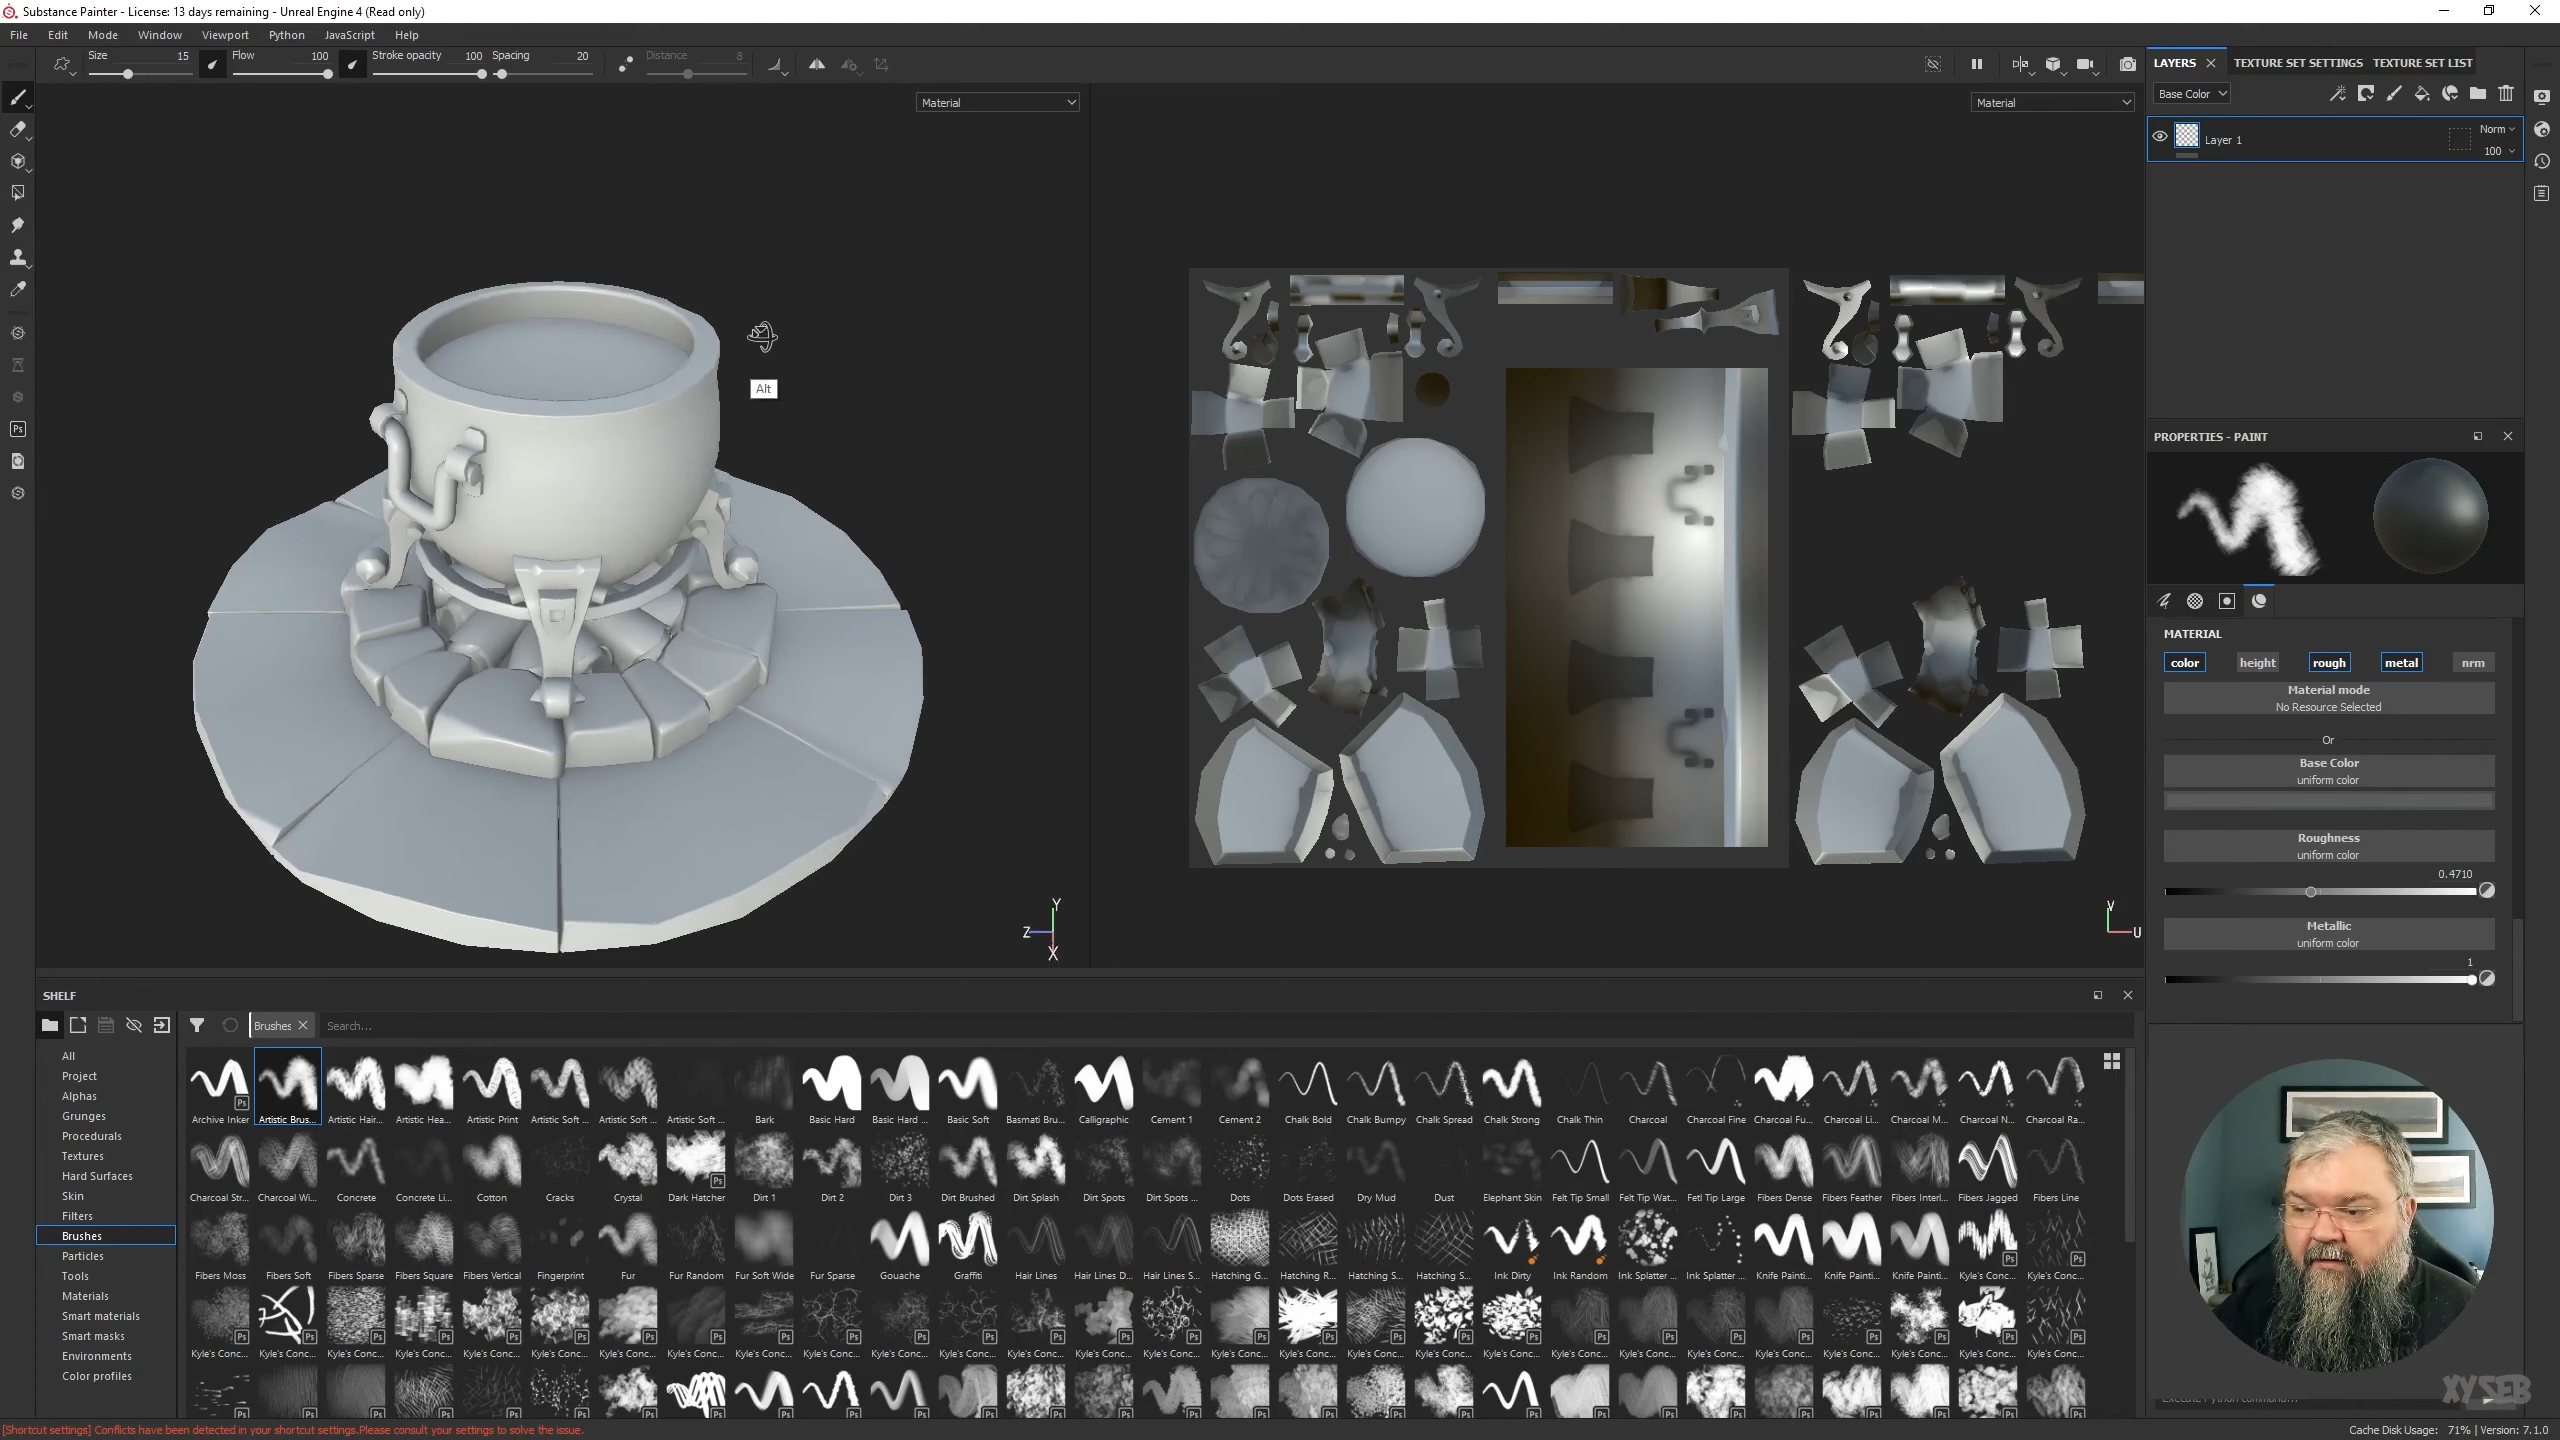 Substance Painter - License: 13 days remaining - Unreal Engine 4 (Read only)
File Edit Mode Window Viewport Python JavaScript Help
Size 15 Flow 100 Stroke opacity 100 Spacing 20 Distance 8
Material
Material
Alt
Y
Z
X
V
U
LAYERS TEXTURE SET SETTINGS TEXTURE SET LIST
Base Color
Layer 1
Norm
100
PROPERTIES - PAINT
MATERIAL
color height rough metal nrm
Material mode
No Resource Selected
Or
Base Color
uniform color
Roughness
uniform color
0.4710
Metallic
uniform color
1
SHELF
Brushes
Search...
All
Project
Alphas
Grunges
Procedurals
Textures
Hard Surfaces
Skin
Filters
Brushes
Particles
Tools
Materials
Smart materials
Smart masks
Environments
Color profiles
Archive Inker Artistic Brus... Artistic Hair... Artistic Hea... Artistic Print Artistic Soft ... Artistic Soft ... Artistic Soft ... Bark Basic Hard Basic Hard ... Basic Soft Basmati Bru... Calligraphic Cement 1 Cement 2 Chalk Bold Chalk Bumpy Chalk Spread Chalk Strong Chalk Thin Charcoal Charcoal Fine Charcoal Fu... Charcoal Li... Charcoal M... Charcoal N... Charcoal Ra...
Charcoal Str... Charcoal Wi... Concrete Concrete Li... Cotton Cracks Crystal Dark Hatcher Dirt 1 Dirt 2 Dirt 3 Dirt Brushed Dirt Splash Dirt Spots Dirt Spots ... Dots Dots Erased Dry Mud Dust Elephant Skin Felt Tip Small Felt Tip Wat... Fetl Tip Large Fibers Dense Fibers Feather Fibers Interl... Fibers Jagged Fibers Line
Fibers Moss Fibers Soft Fibers Sparse Fibers Square Fibers Vertical Fingerprint Fur Fur Random Fur Soft Wide Fur Sparse Gouache Graffiti Hair Lines Hair Lines D... Hair Lines S... Hatching G... Hatching R... Hatching S... Hatching S... Ink Dirty Ink Random Ink Splatter ... Ink Splatter ... Knife Painti... Knife Painti... Knife Painti... Kyle's Conc... Kyle's Conc...
Kyle's Conc... Kyle's Conc... Kyle's Conc... Kyle's Conc... Kyle's Conc... Kyle's Conc... Kyle's Conc... Kyle's Conc... Kyle's Conc... Kyle's Conc... Kyle's Conc... Kyle's Conc... Kyle's Conc... Kyle's Conc... Kyle's Conc... Kyle's Conc... Kyle's Conc... Kyle's Conc... Kyle's Conc... Kyle's Conc... Kyle's Conc... Kyle's Conc... Kyle's Conc... Kyle's Conc... Kyle's Conc... Kyle's Conc... Kyle's Conc... Kyle's Conc...
XYSEB
[Shortcut settings] Conflicts have been detected in your shortcut settings.Please consult your settings to solve the issue.
Cache Disk Usage: 71% | Version: 7.1.0